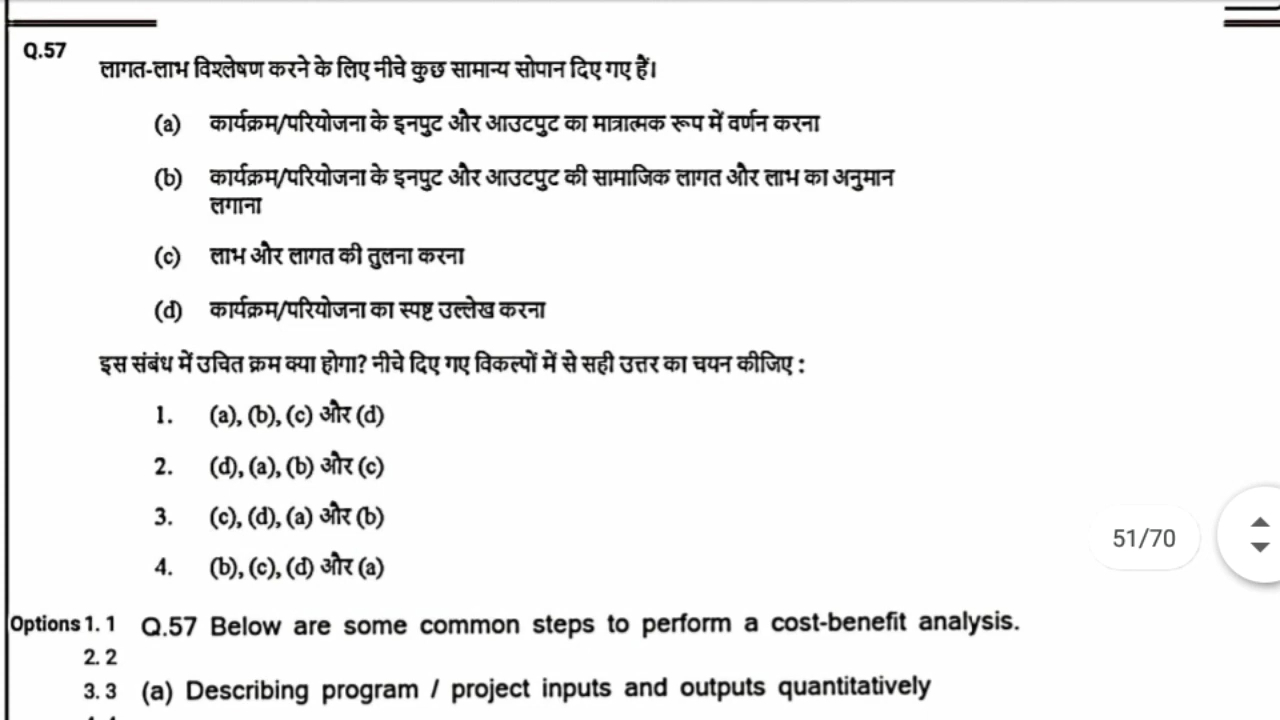 Q.57
लागत-लाभ विश्लेषण करने के लिए नीचे कुछ सामान्य सोपान दिए गए हैं।
(a) कार्यक्रम/परियोजना के इनपुट और आउटपुट का मात्रात्मक रूप में वर्णन करना
(b) कार्यक्रम/परियोजना के इनपुट और आउटपुट की सामाजिक लागत और लाभ का अनुमान
लगाना
(c) लाभ और लागत की तुलना करना
(d) कार्यक्रम/परियोजना का स्पष्ट उल्लेख करना
इस संबंध में उचित क्रम क्या होगा? नीचे दिए गए विकल्पों में से सही उत्तर का चयन कीजिए :
1. (a), (b), (c) और (d)
2. (d), (a), (b) और (c)
3. (c), (d), (a) और (b)
51/70
4. (b), (c), (d) और (a)
Options 1. 1 Q.57 Below are some common steps to perform a cost-benefit analysis.
2. 2
3. 3 (a) Describing program / project inputs and outputs quantitatively